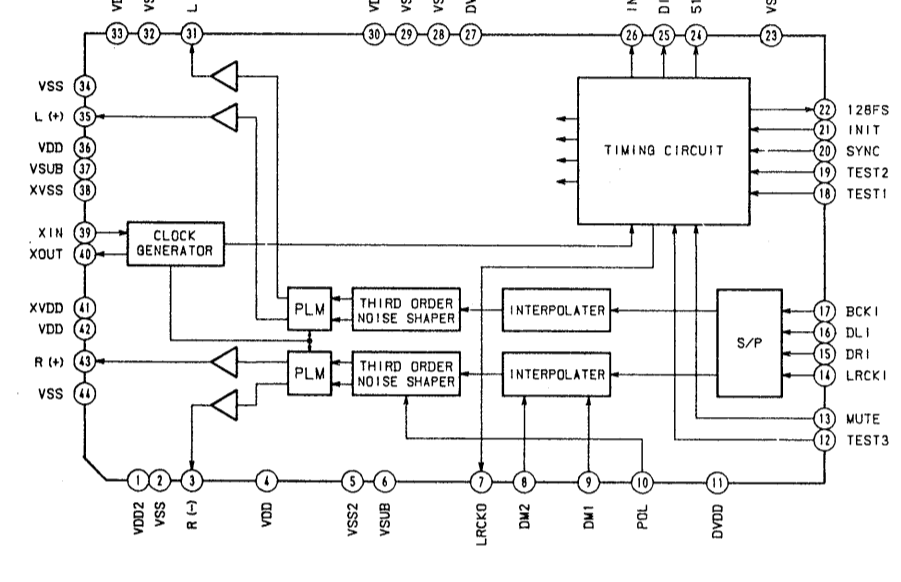 33
32
31
30
29
28
27
26
25
24
23
34 VSS
35 L (+)
36 VDD
37 VSUB
38 XVSS
39 XIN
40 XOUT
41 XVDD
42 VDD
43 R (+)
44 VSS
CLOCK
GENERATOR
TIMING CIRCUIT
22 128FS
21 INIT
20 SYNC
19 TEST2
18 TEST1
PLM
THIRD ORDER
NOISE SHAPER
INTERPOLATER
S/P
PLM
THIRD ORDER
NOISE SHAPER
INTERPOLATER
17 BCKI
16 DLI
15 DRI
14 LRCKI
13 MUTE
12 TEST3
1 VDD2
2 VSS
3 R (-)
4 VDD
5 VSS2
6 VSUB
7 LRCKO
8 DM2
9 DM1
10 POL
11 DVDD